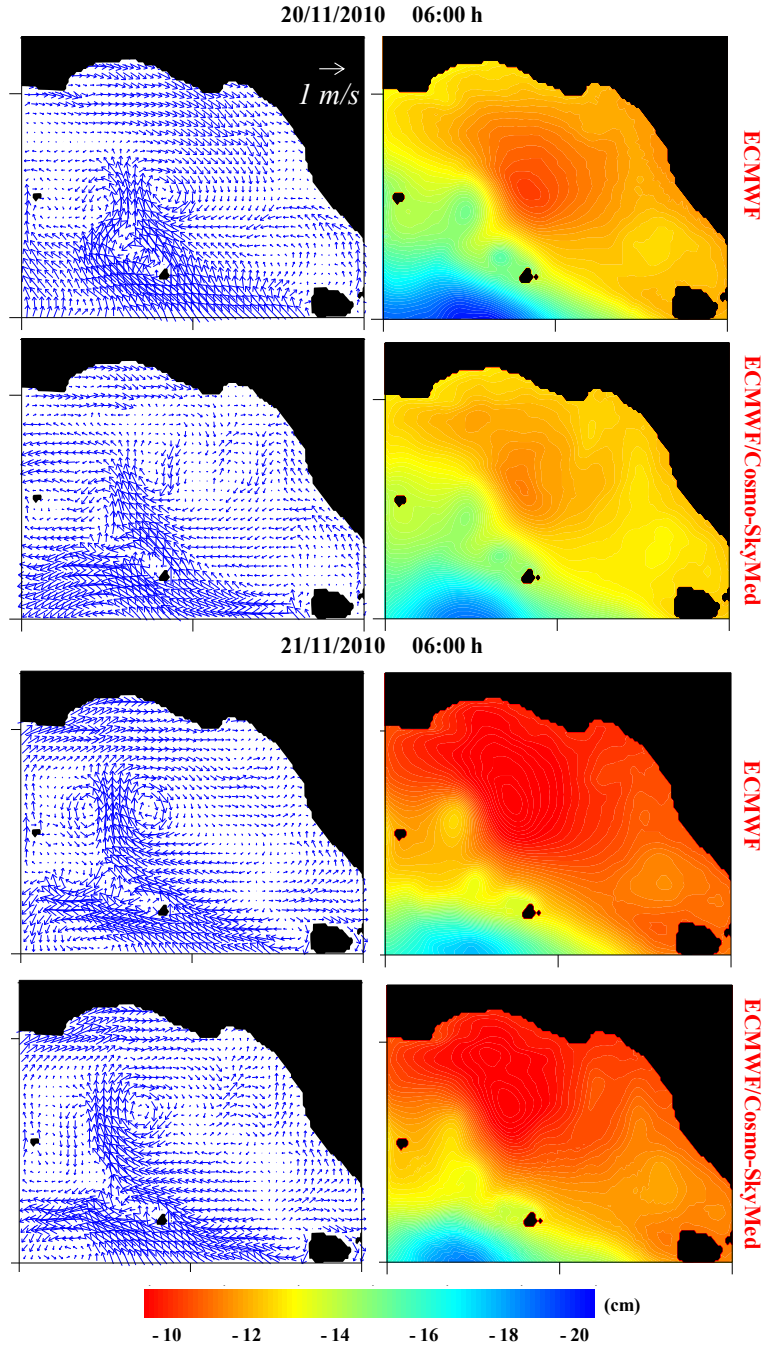 20/11/2010 06:00 h
1 m/s
ECMWF
ECMWF/Cosmo-SkyMed
21/11/2010 06:00 h
ECMWF
ECMWF/Cosmo-SkyMed
(cm)
- 10 - 12 - 14 - 16 - 18 - 20